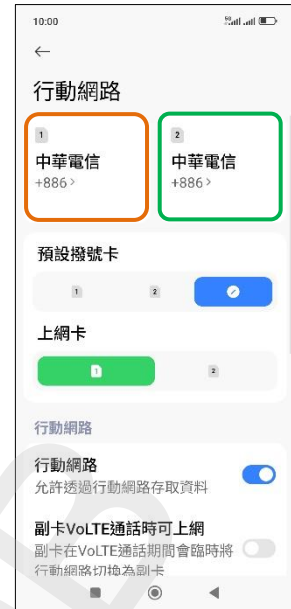 10:00
行動網路
1
中華電信
+886 >
2
中華電信
+886 >
預設撥號卡
1
2
上網卡
1
2
行動網路
行動網路
允許透過行動網路存取資料
副卡VoLTE通話時可上網
副卡在VoLTE通話期間會臨時將
行動網路切換為副卡